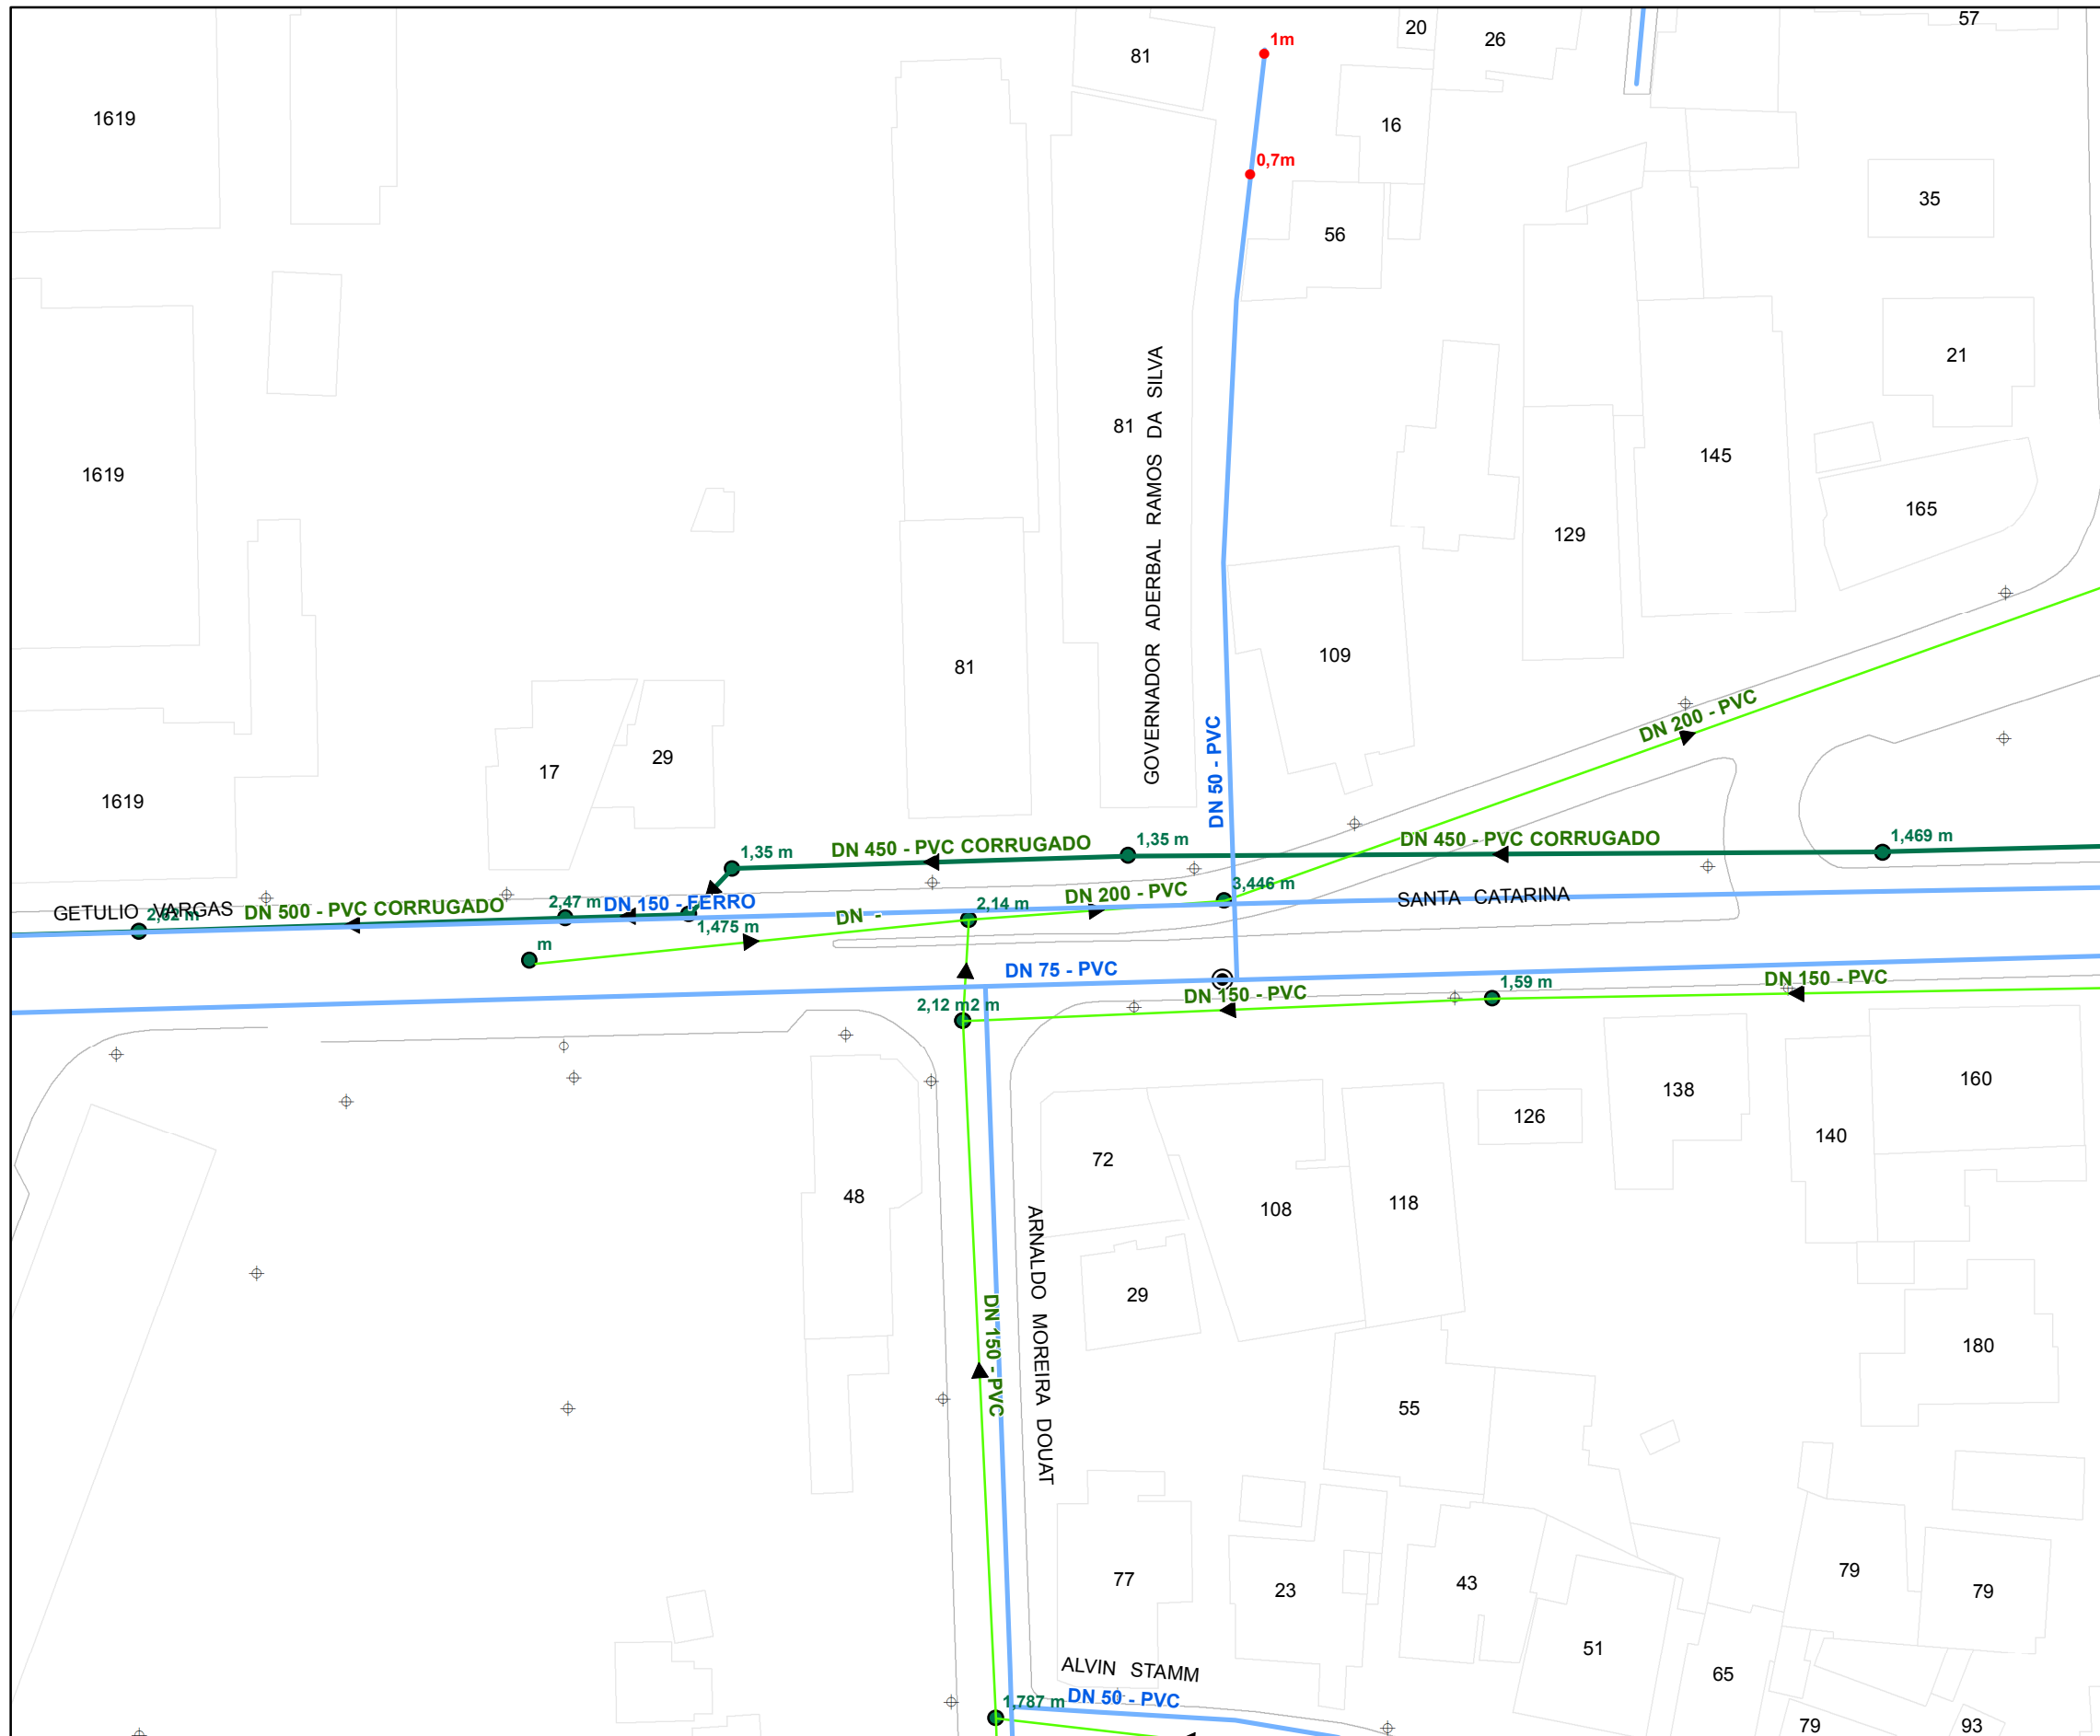 57
20
26
1m
81
1619
16
0,7m
35
56
21
GOVERNADOR ADERBAL RAMOS DA SILVA
81
145
1619
165
129
109
81
DN 200 - PVC
29
17
DN 50 - PVC
1619
1,469 m
DN 450 - PVC CORRUGADO
1,35 m
DN 450 - PVC CORRUGADO
1,35 m
3,446 m
DN 200 - PVC
SANTA CATARINA
2,47 m
DN 150 - FERRO
2,14 m
DN 500 - PVC CORRUGADO
GETULIO VARGAS
2,62 m
DN -
1,475 m
m
DN 75 - PVC
DN 150 - PVC
1,59 m
DN 150 - PVC
2,12 m2 m
160
138
126
140
72
48
118
108
ARNALDO MOREIRA DOUAT
29
DN 150 - PVC
180
55
79
77
43
23
79
51
ALVIN STAMM
65
DN 50 - PVC
1,787 m
79
93